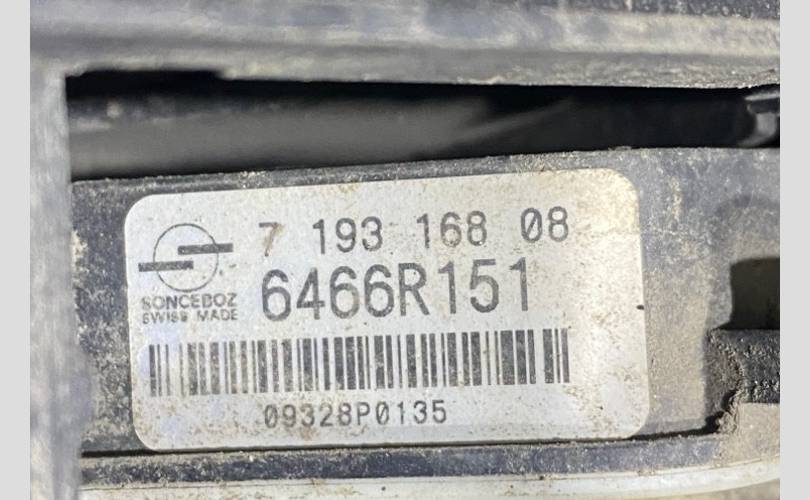 7 193 168 08
6466R151
SONCEBOZ
SWISS MADE
09328P0135